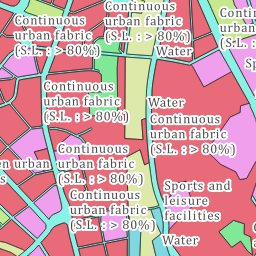 Continuous
urban fabric
(S.L. : > 80%)
Continuous
urban fabric
(S.L. : > 80%)
Water
Continuous
urban fabric
(S.L. : > 80%)
Water
Continuous
urban fabric
(S.L. : > 80%)
Continuous
urban fabric
(S.L. : > 80%)
urban
Continuous
urban fabric
(S.L. : > 80%)
Sports and
leisure
facilities
Water